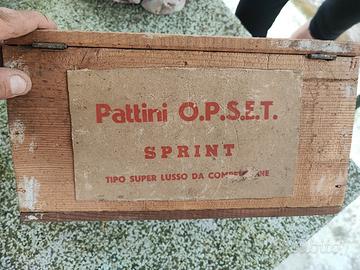 Pattini O.P.S.E.T.
SPRINT
TIPO SUPER LUSSO DA